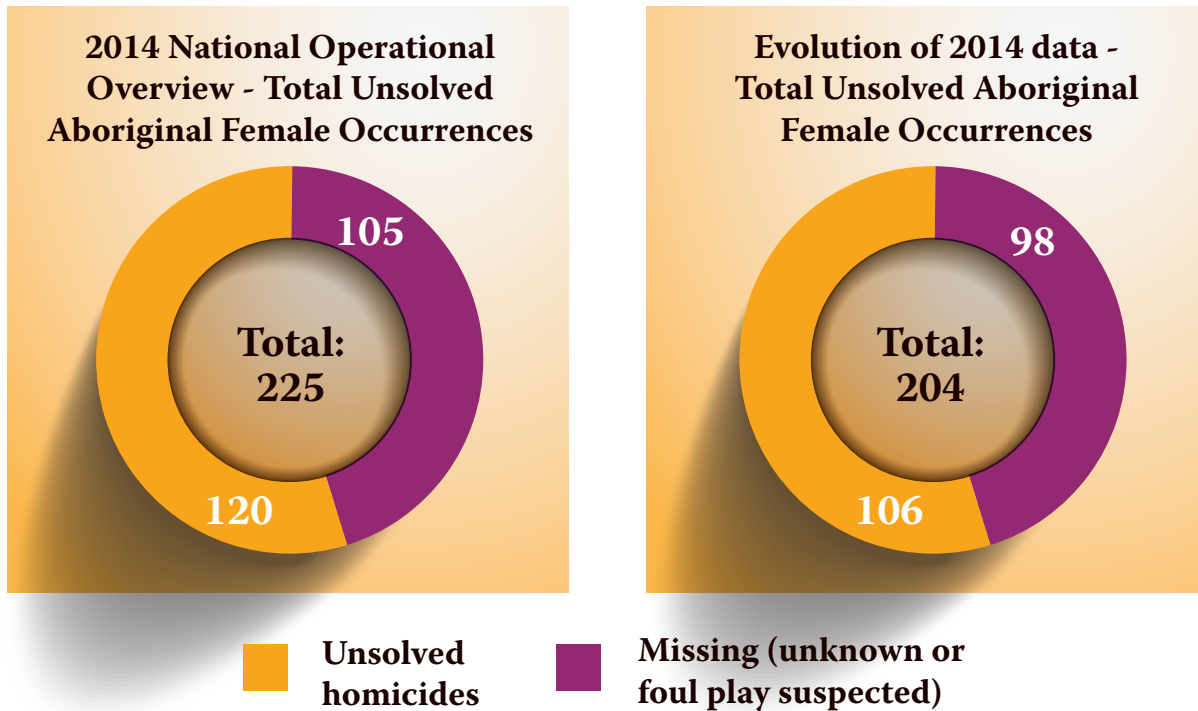 2014 National Operational
Overview - Total Unsolved
Aboriginal Female Occurrences
105
Total:
225
120
Evolution of 2014 data -
Total Unsolved Aboriginal
Female Occurrences
98
Total:
204
106
Unsolved
homicides
Missing (unknown or
foul play suspected)